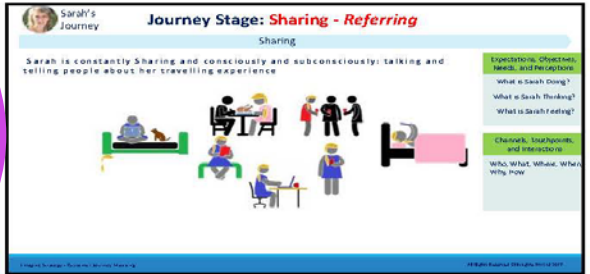 Sarah's
Journey
Journey Stage: Sharing - Referring
Sharing
Sarah is constantly Sharing and consciously and subconsciously: talking and
telling people about her travelling experience
Expectations, Objectives,
Needs, and Perceptions
What is Sarah Doing?
What is Sarah Thinking?
What is Sarah Feeling?
Channels, Touchpoints,
and Interactions
Who, What, Where, When,
Why, How